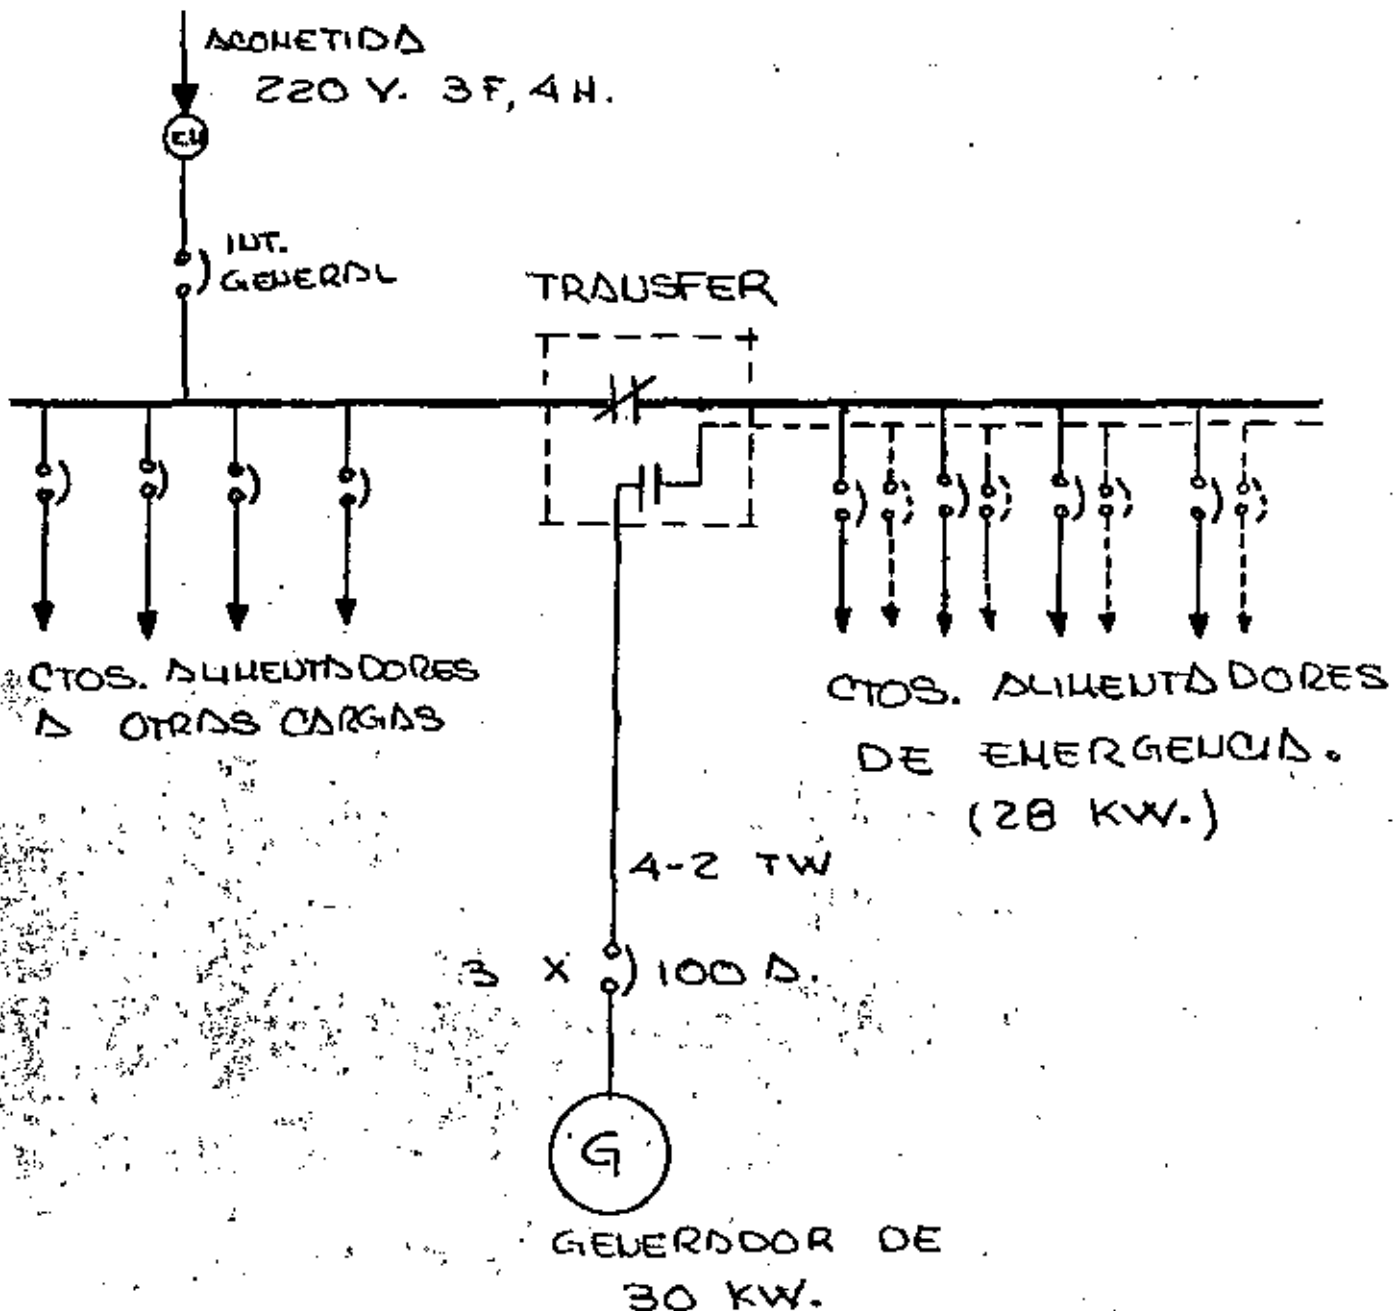 ACOMETIDA
220 V. 3F, 4H.
INT.
GENERAL
TRANSFER
CTOS. ALIMENTADORES
A OTRAS CARGAS
CTOS. ALIMENTADORES
DE EMERGENCIA.
(28 KW.)
4-2 TW
3 X 100 A.
G
GENERADOR DE
30 KW.